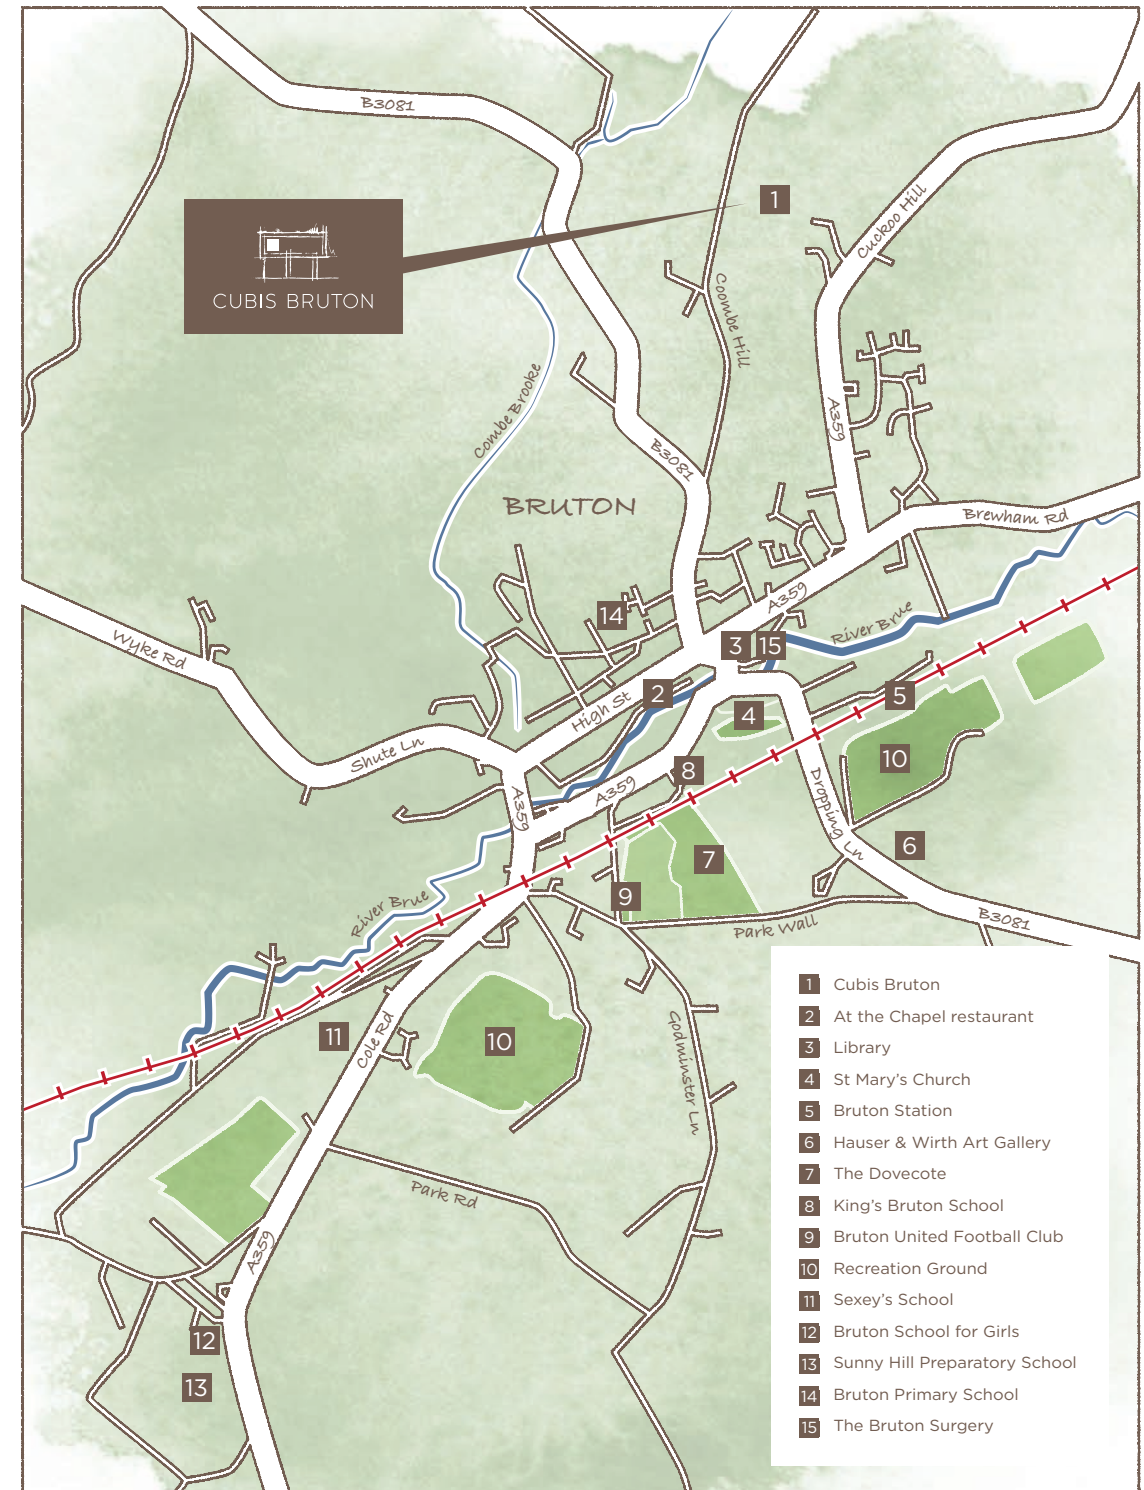 B3081
1
CUBIS BRUTON
Cuckoo Hill
Coombe Hill
Combe Brooke
A359
B3081
BRUTON
Brewham Rd
A359
14
River Brue
Wyke Rd
3
15
2
5
High St
4
Shute Ln
10
8
A359
A359
Dropping Ln
6
7
9
River Brue
Park Wall
B3081
11
Cole Rd
10
Godminster Ln
Park Rd
A359
12
13
1 Cubis Bruton
2 At the Chapel restaurant
3 Library
4 St Mary's Church
5 Bruton Station
6 Hauser & Wirth Art Gallery
7 The Dovecote
8 King's Bruton School
9 Bruton United Football Club
10 Recreation Ground
11 Sexey's School
12 Bruton School for Girls
13 Sunny Hill Preparatory School
14 Bruton Primary School
15 The Bruton Surgery